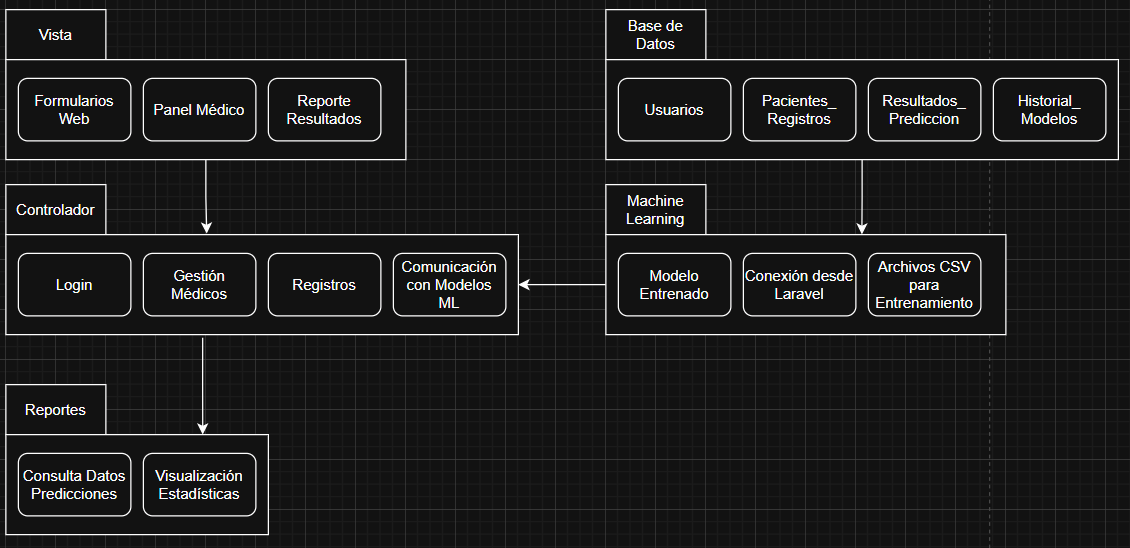 Vista
Formularios
Web
Panel Médico
Reporte
Resultados
Base de
Datos
Usuarios
Pacientes_
Registros
Resultados_
Prediccion
Historial_
Modelos
Controlador
Login
Gestión
Médicos
Registros
Comunicación
con Modelos
ML
Machine
Learning
Modelo
Entrenado
Conexión desde
Laravel
Archivos CSV
para
Entrenamiento
Reportes
Consulta Datos
Predicciones
Visualización
Estadísticas